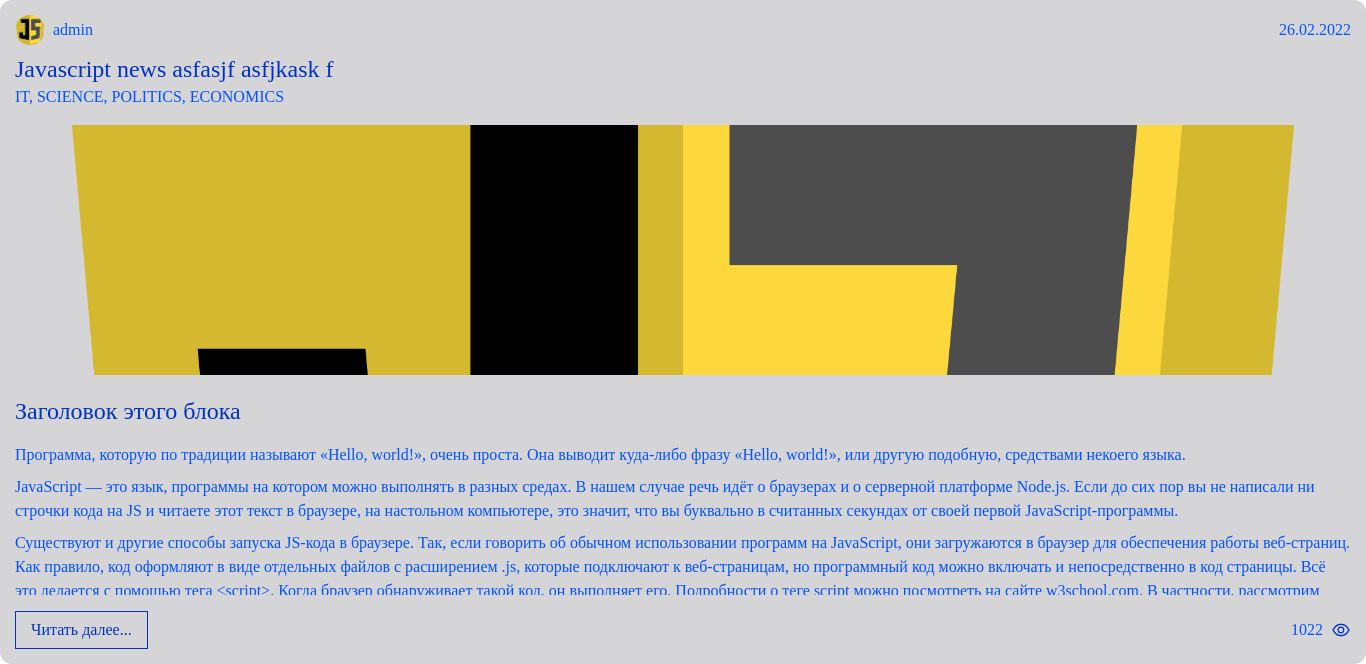 admin
26.02.2022
Javascript news asfasjf asfjkask f
IT, SCIENCE, POLITICS, ECONOMICS
Заголовок этого блока
Программа, которую по традиции называют «Hello, world!», очень проста. Она выводит куда-либо фразу «Hello, world!», или другую подобную, средствами некоего языка.
JavaScript — это язык, программы на котором можно выполнять в разных средах. В нашем случае речь идёт о браузерах и о серверной платформе Node.js. Если до сих пор вы не написали ни
строчки кода на JS и читаете этот текст в браузере, на настольном компьютере, это значит, что вы буквально в считанных секундах от своей первой JavaScript-программы.
Существуют и другие способы запуска JS-кода в браузере. Так, если говорить об обычном использовании программ на JavaScript, они загружаются в браузер для обеспечения работы веб-страниц.
Как правило, код оформляют в виде отдельных файлов с расширением .js, которые подключают к веб-страницам, но программный код можно включать и непосредственно в код страницы. Всё
это делается с помощью тега <script>. Когда браузер обнаруживает такой код, он выполняет его. Подробности о теге script можно посмотреть на сайте w3school.com. В частности, рассмотрим
Читать далее...
1022